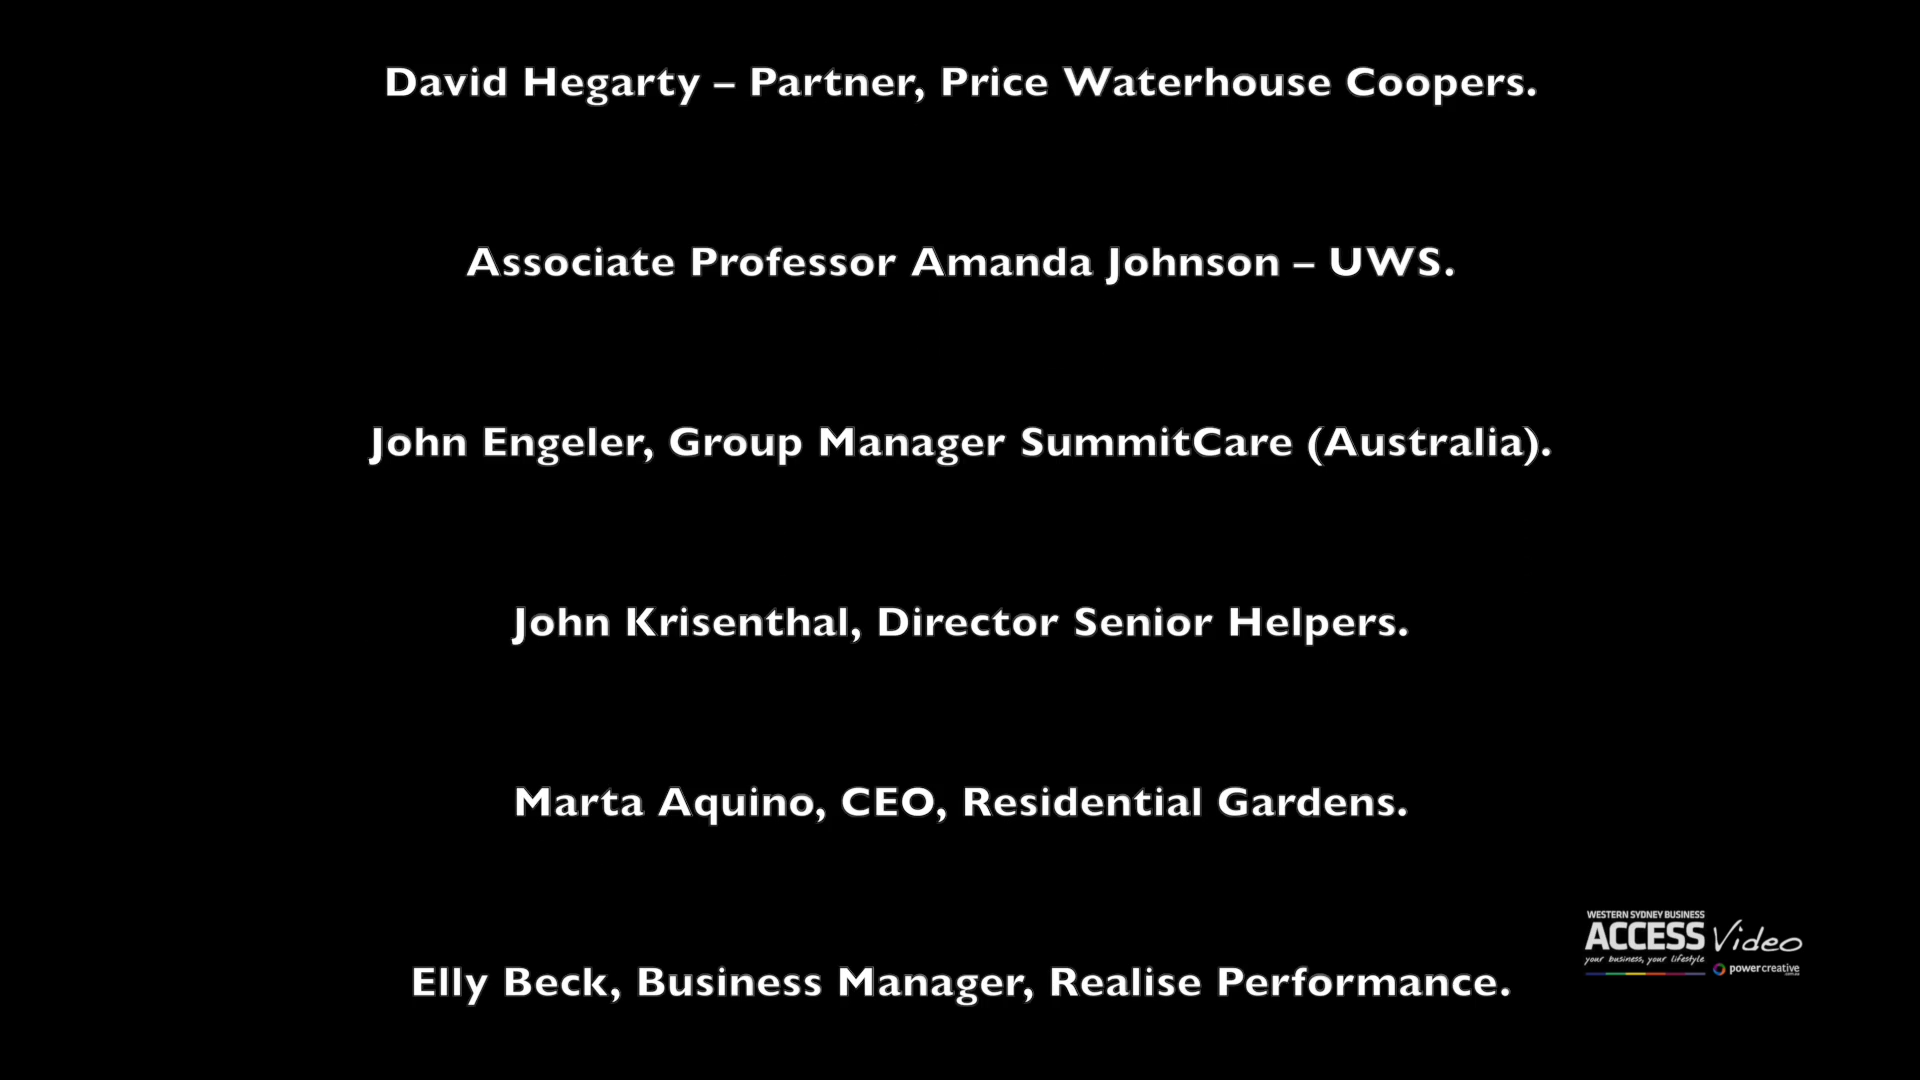 David Hegarty – Partner, Price Waterhouse Coopers.
Associate Professor Amanda Johnson – UWS.
John Engeler, Group Manager SummitCare (Australia).
John Krisenthal, Director Senior Helpers.
Marta Aquino, CEO, Residential Gardens.
Elly Beck, Business Manager, Realise Performance.
WESTERN SYDNEY BUSINESS
ACCESS Video
your business, your lifestyle
powercreative
.com.au